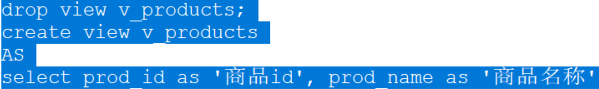 drop view v_products;
create view v_products
AS
select prod_id as '商品id', prod_name as '商品名称'